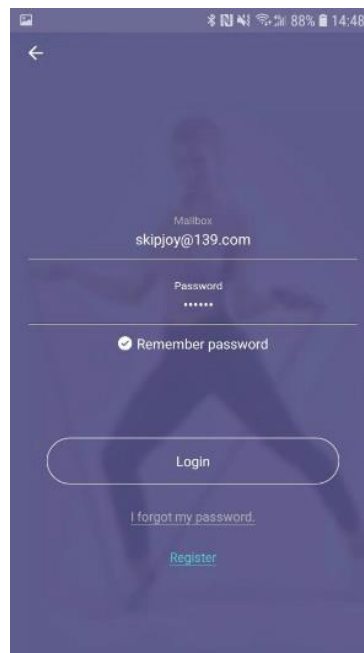 88% 14:48
Mailbox
skipjoy@139.com
Password
••••••
Remember password
Login
I forgot my password.
Register